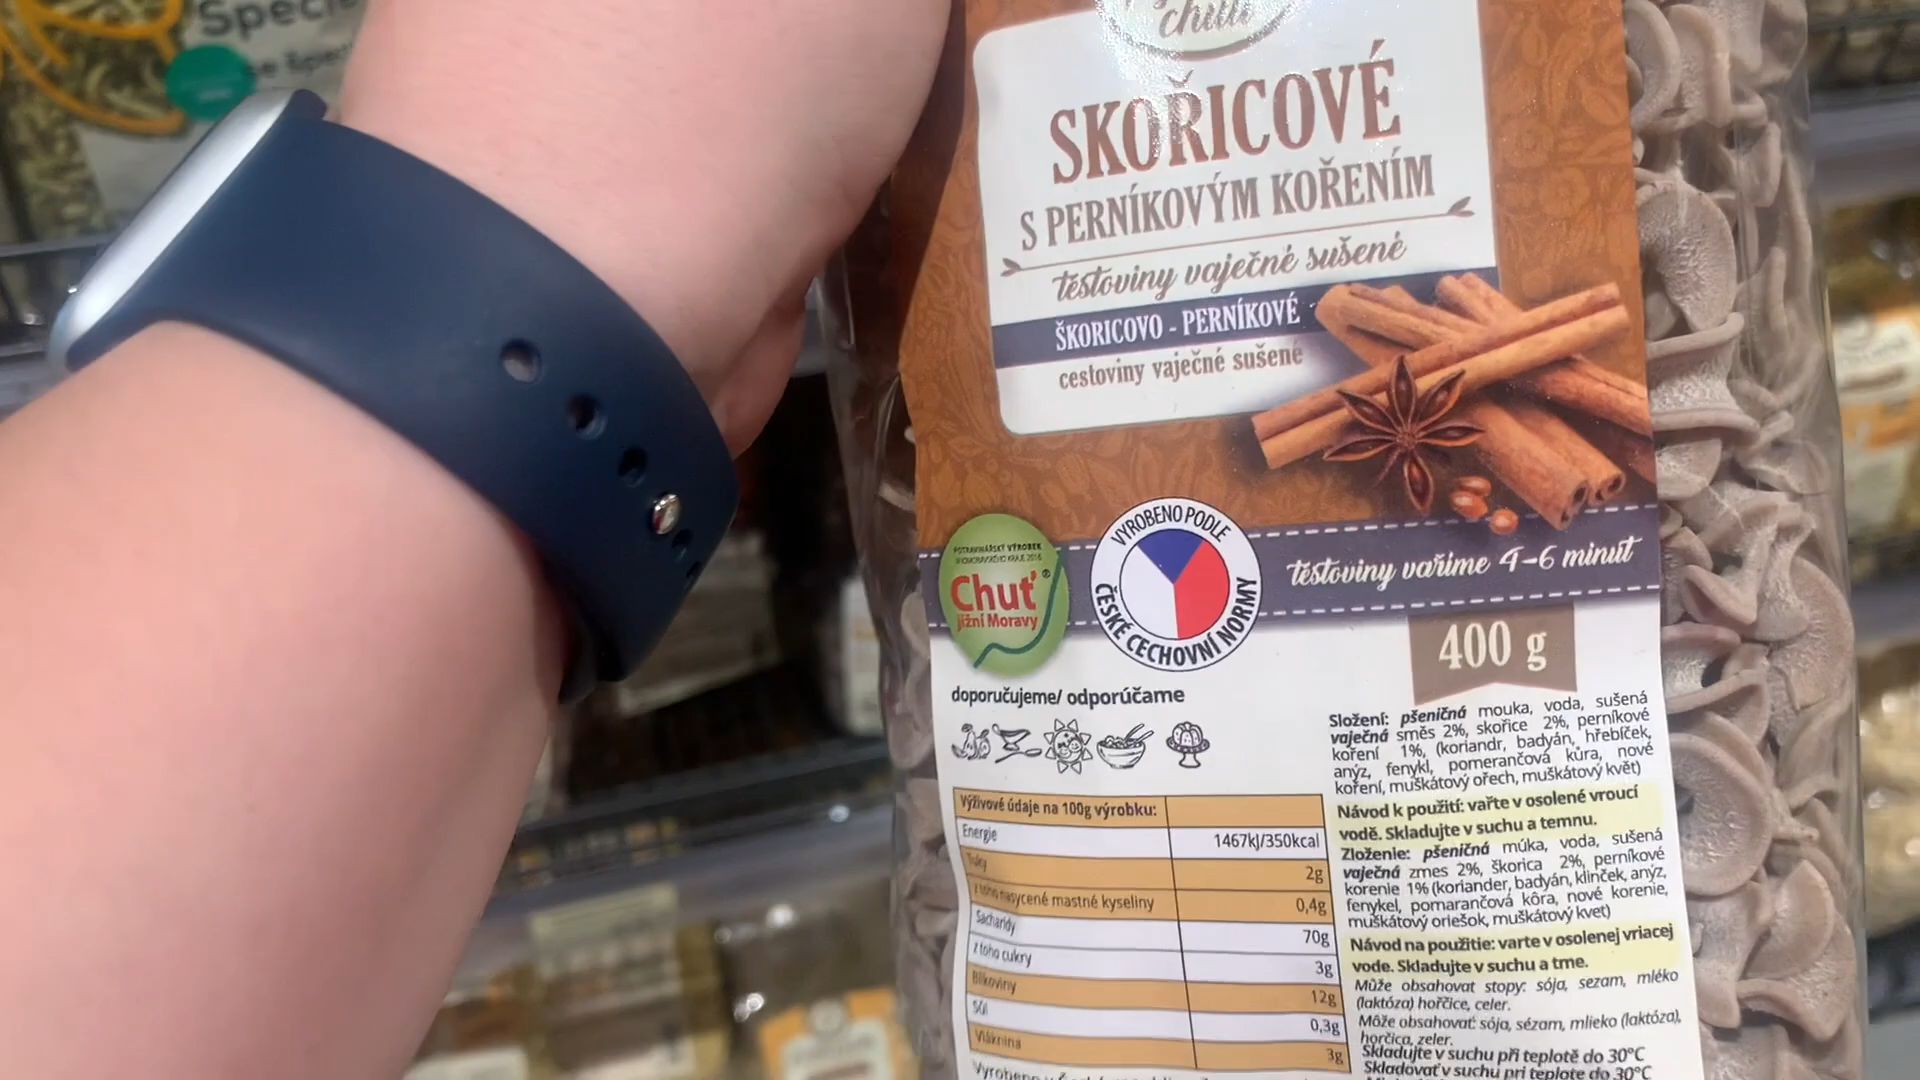 Specie
chilli
SKOŘICOVÉ
S PERNÍKOVÝM KOŘENÍM
těstoviny vaječné sušené
ŠKORICOVO - PERNÍKOVÉ
cestoviny vaječné sušené
POTRAVINÁŘSKÝ VÝROBEK
JIHOMORAVSKÉHO KRAJE 2016
Chuť®
jižní Moravy
VYROBENO PODLE
ČESKÉ CECHOVNÍ NORMY
těstoviny vaříme 4-6 minut
400 g
doporučujeme/ odporúčame
Výživové údaje na 100g výrobku:
Energie 1467kJ/350kcal
Tuky 2g
z toho nasycené mastné kyseliny 0,4g
Sacharidy 70g
z toho cukry 3g
Bílkoviny 12g
Sůl 0,3g
Vláknina 3g
Složení: pšeničná mouka, voda, sušená
vaječná směs 2%, skořice 2%, perníkové
koření 1%, (koriandr, badyán, hřebíček,
anýz, fenykl, pomerančová kůra, nové
koření, muškátový ořech, muškátový květ)
Návod k použití: vařte v osolené vroucí
vodě. Skladujte v suchu a temnu.
Zloženie: pšeničná múka, voda, sušená
vaječná zmes 2%, škorica 2%, perníkové
korenie 1% (koriander, badyán, klinček, anýz,
fenykel, pomarančová kôra, nové korenie,
muškátový oriešok, muškátový kvet)
Návod na použitie: varte v osolenej vriacej
vode. Skladujte v suchu a tme.
Může obsahovat stopy: sója, sezam, mléko
(laktóza) hořčice, celer.
Môže obsahovať: sója, sézam, mlieko (laktóza),
horčica, zeler.
Skladujte v suchu při teplotě do 30°C
Skladovať v suchu pri teplote do 30°C